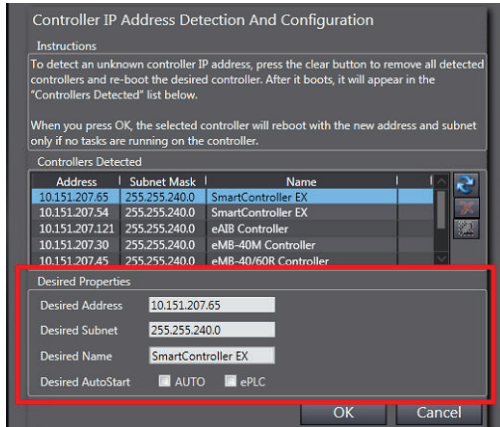 Controller IP Address Detection And Configuration
Instructions
To detect an unknown controller IP address, press the clear button to remove all detected
controllers and re-boot the desired controller. After it boots, it will appear in the
"Controllers Detected" list below.
When you press OK, the selected controller will reboot with the new address and subnet
only if no tasks are running on the controller.
Controllers Detected
Address Subnet Mask Name
10.151.207.65 255.255.240.0 SmartController EX
10.151.207.54 255.255.240.0 SmartController EX
10.151.207.121 255.255.240.0 eAIB Controller
10.151.207.30 255.255.240.0 eMB-40M Controller
10.151.207.45 255.255.240.0 eMB-40/60R Controller
Desired Properties
Desired Address 10.151.207.65
Desired Subnet 255.255.240.0
Desired Name SmartController EX
Desired AutoStart AUTO ePLC
OK Cancel